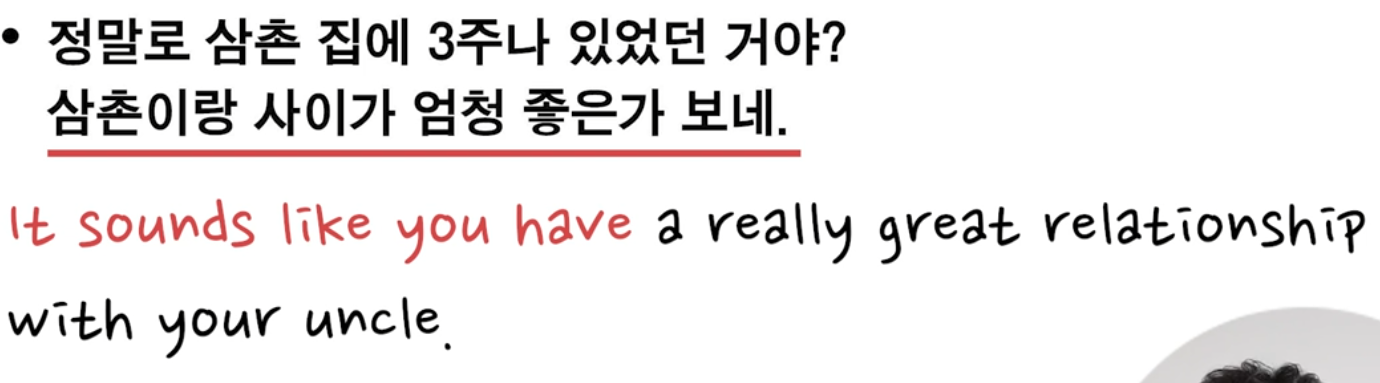 • 정말로 삼촌 집에 3주나 있었던 거야?
삼촌이랑 사이가 엄청 좋은가 보네.
It sounds like you have a really great relationship
with your uncle.